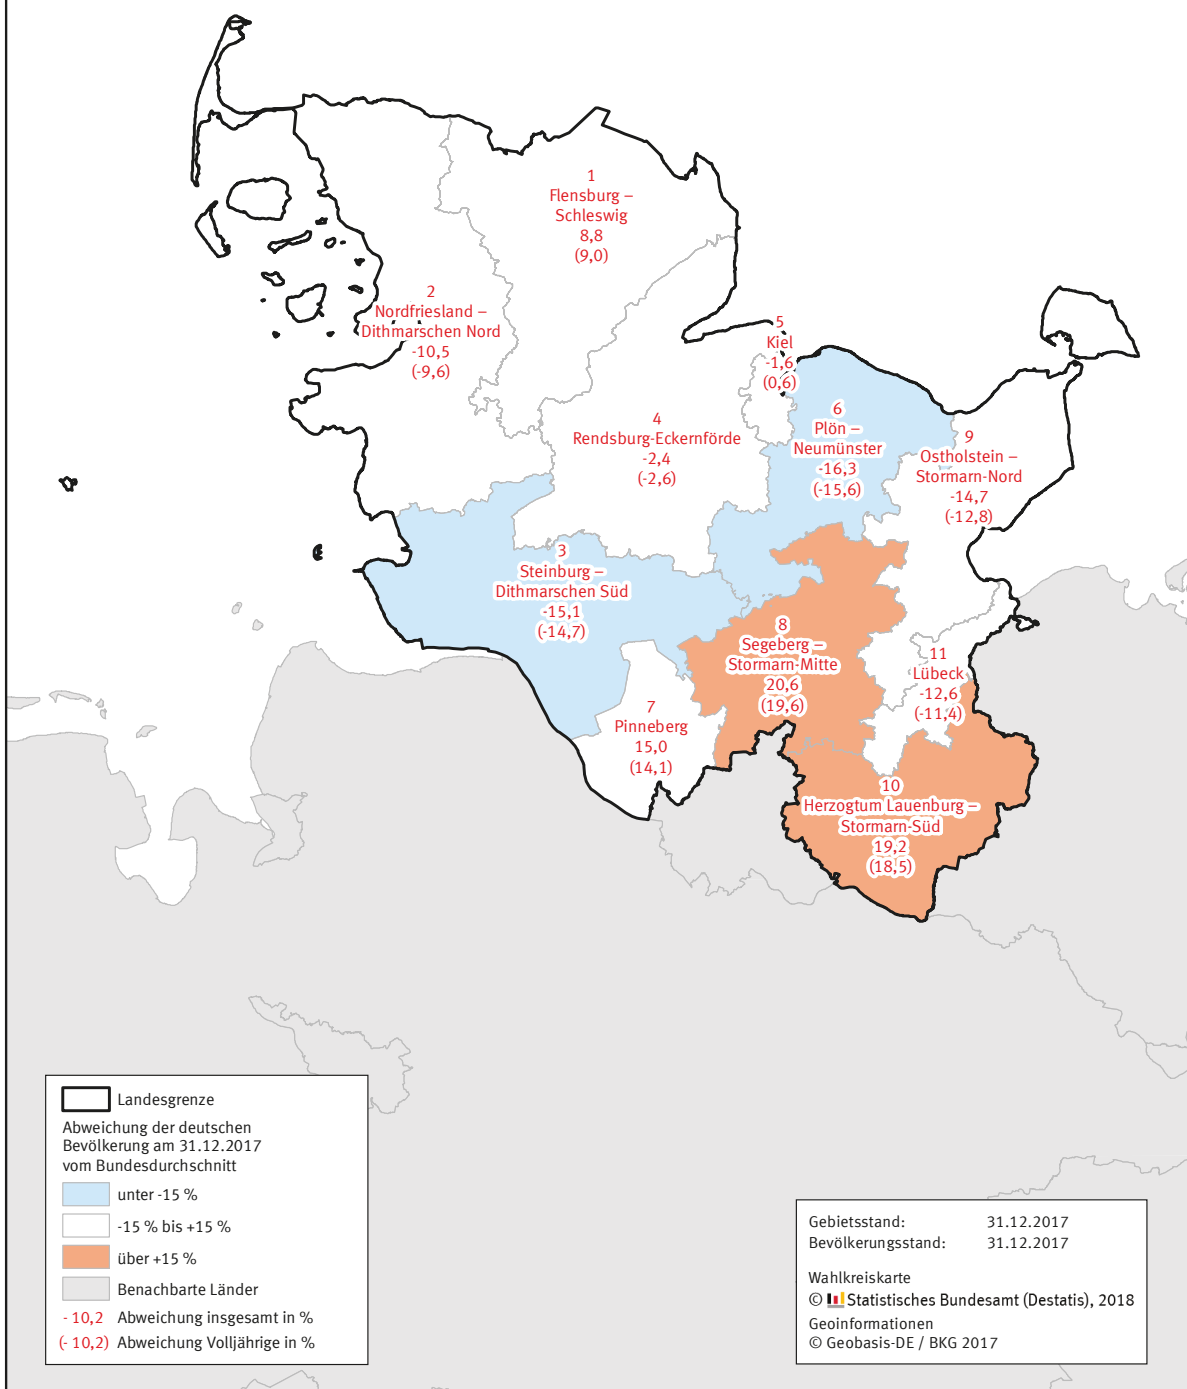 1
Flensburg –
Schleswig
8,8
(9,0)
2
Nordfriesland –
Dithmarschen Nord
-10,5
(-9,6)
5
Kiel
-1,6
(0,6)
4
Rendsburg-Eckernförde
-2,4
(-2,6)
6
Plön –
Neumünster
-16,3
(-15,6)
9
Ostholstein –
Stormarn-Nord
-14,7
(-12,8)
3
Steinburg –
Dithmarschen Süd
-15,1
(-14,7)
8
Segeberg –
Stormarn-Mitte
20,6
(19,6)
11
Lübeck
-12,6
(-11,4)
7
Pinneberg
15,0
(14,1)
10
Herzogtum Lauenburg –
Stormarn-Süd
19,2
(18,5)
Landesgrenze
Abweichung der deutschen
Bevölkerung am 31.12.2017
vom Bundesdurchschnitt
unter -15 %
-15 % bis +15 %
über +15 %
Benachbarte Länder
- 10,2 Abweichung insgesamt in %
(- 10,2) Abweichung Volljährige in %
Gebietsstand: 31.12.2017
Bevölkerungsstand: 31.12.2017
Wahlkreiskarte
© Statistisches Bundesamt (Destatis), 2018
Geoinformationen
© Geobasis-DE / BKG 2017